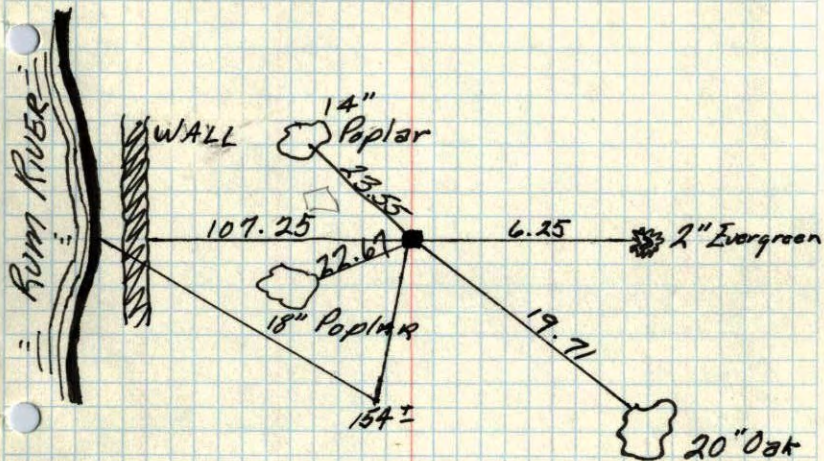 RUM RIVER
14"
Poplar
WALL
23.55
107.25
6.25
2" Evergreen
22.67
18" Poplar
19.71
154 ±
20" Oak